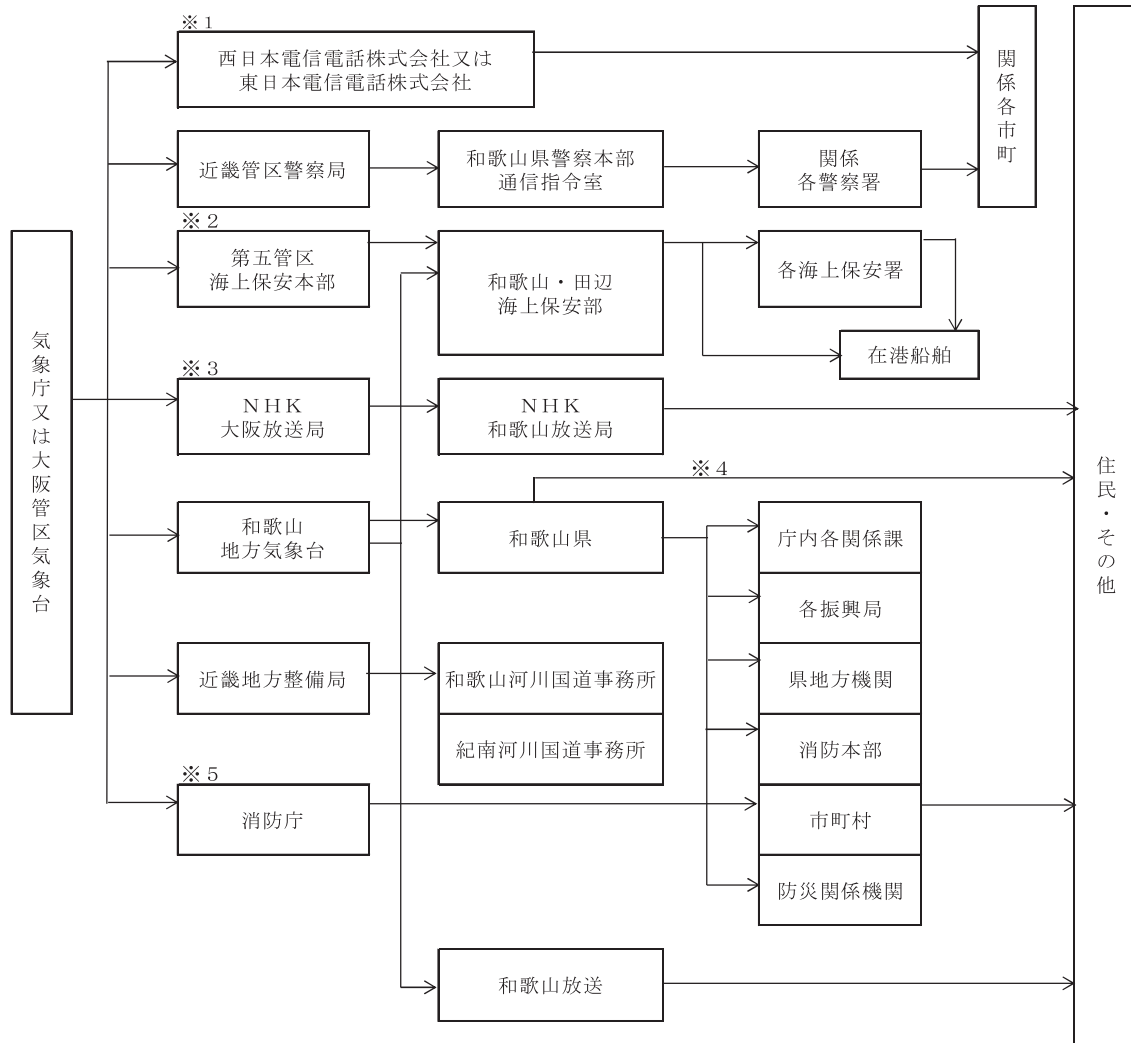 ※１
西日本電信電話株式会社又は
東日本電信電話株式会社
関係各市町
近畿管区警察局
和歌山県警察本部
通信指令室
関係
各警察署
※２
第五管区
海上保安本部
和歌山・田辺
海上保安部
各海上保安署
在港船舶
気象庁又は大阪管区気象台
※３
ＮＨＫ
大阪放送局
ＮＨＫ
和歌山放送局
※４
住民・その他
和歌山
地方気象台
和歌山県
庁内各関係課
各振興局
近畿地方整備局
和歌山河川国道事務所
県地方機関
紀南河川国道事務所
消防本部
※５
消防庁
市町村
防災関係機関
和歌山放送